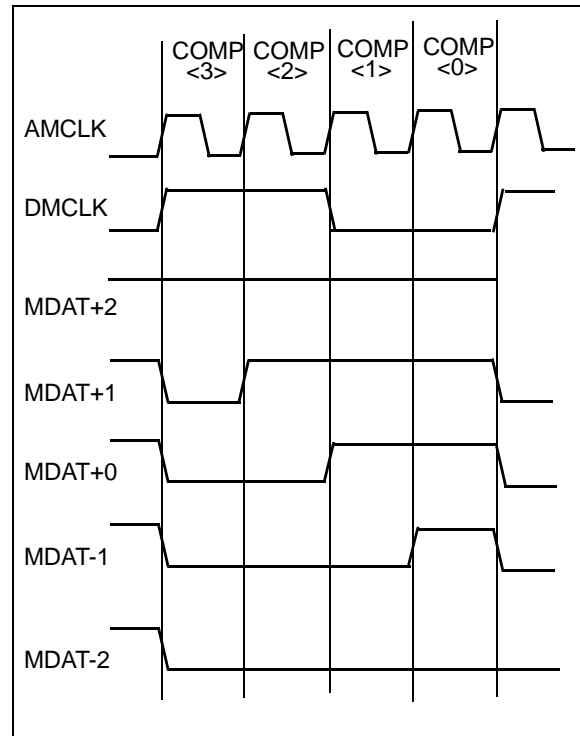 COMP COMP COMP COMP
<3> <2> <1> <0>
AMCLK
DMCLK
MDAT+2
MDAT+1
MDAT+0
MDAT-1
MDAT-2